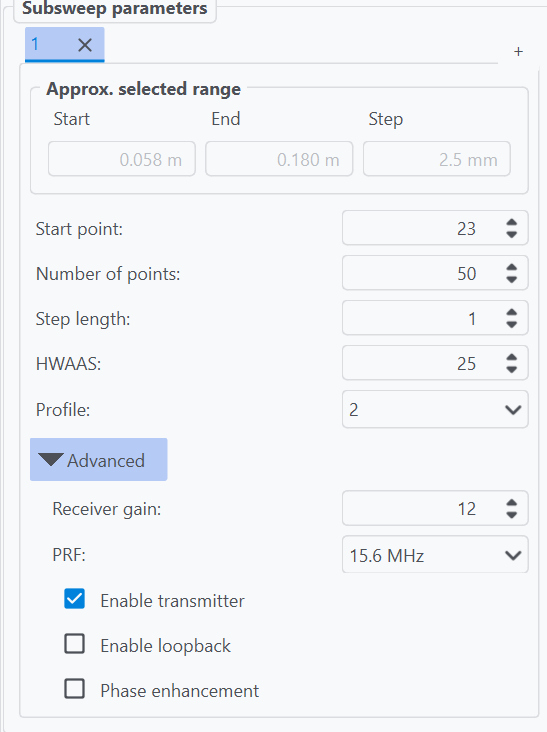 Subsweep parameters
1
+
Approx. selected range
Start End Step
0.058 m 0.180 m 2.5 mm
Start point: 23
Number of points: 50
Step length: 1
HWAAS: 25
Profile: 2
Advanced
Receiver gain: 12
PRF: 15.6 MHz
Enable transmitter
Enable loopback
Phase enhancement